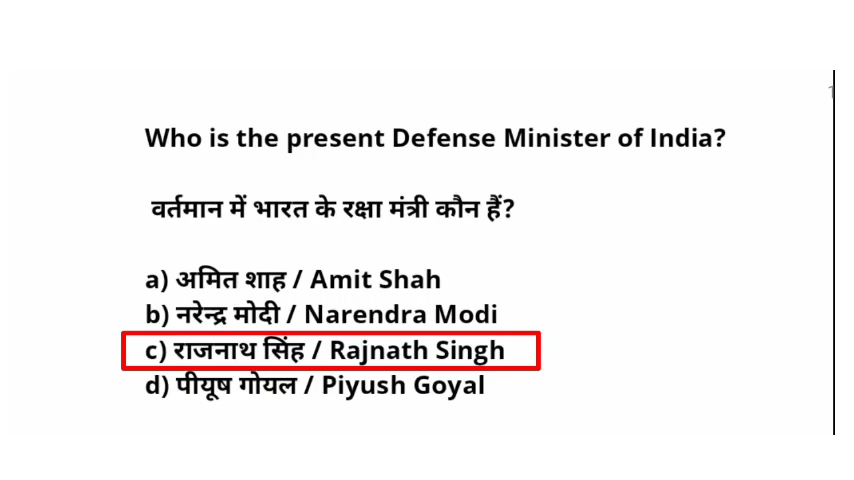 Who is the present Defense Minister of India?
वर्तमान में भारत के रक्षा मंत्री कौन हैं?
a) अमित शाह / Amit Shah
b) नरेन्द्र मोदी / Narendra Modi
c) राजनाथ सिंह / Rajnath Singh
d) पीयूष गोयल / Piyush Goyal